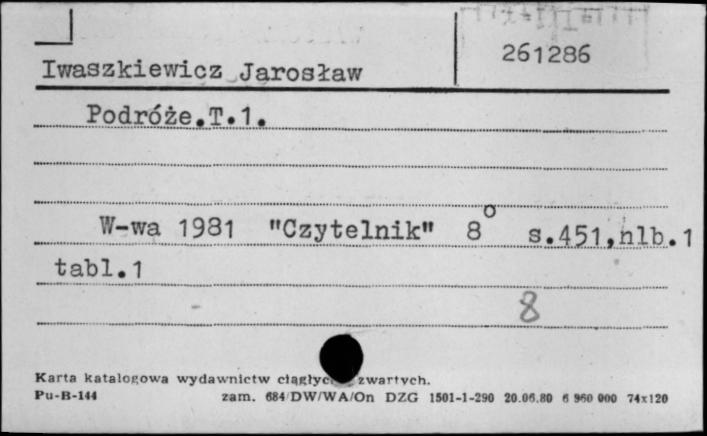 261286
Iwaszkiewicz Jarosław
Podróże.T.1.
W-wa 1981 "Czytelnik" 8° s.451,nlb.1
tabl.1
8
Karta katalogowa wydawnictw ciągłyc zwartych.
Pu-B-144 zam. 684/DW/WA/On DZG 1501-1-290 20.06.80 6 960 000 74x120